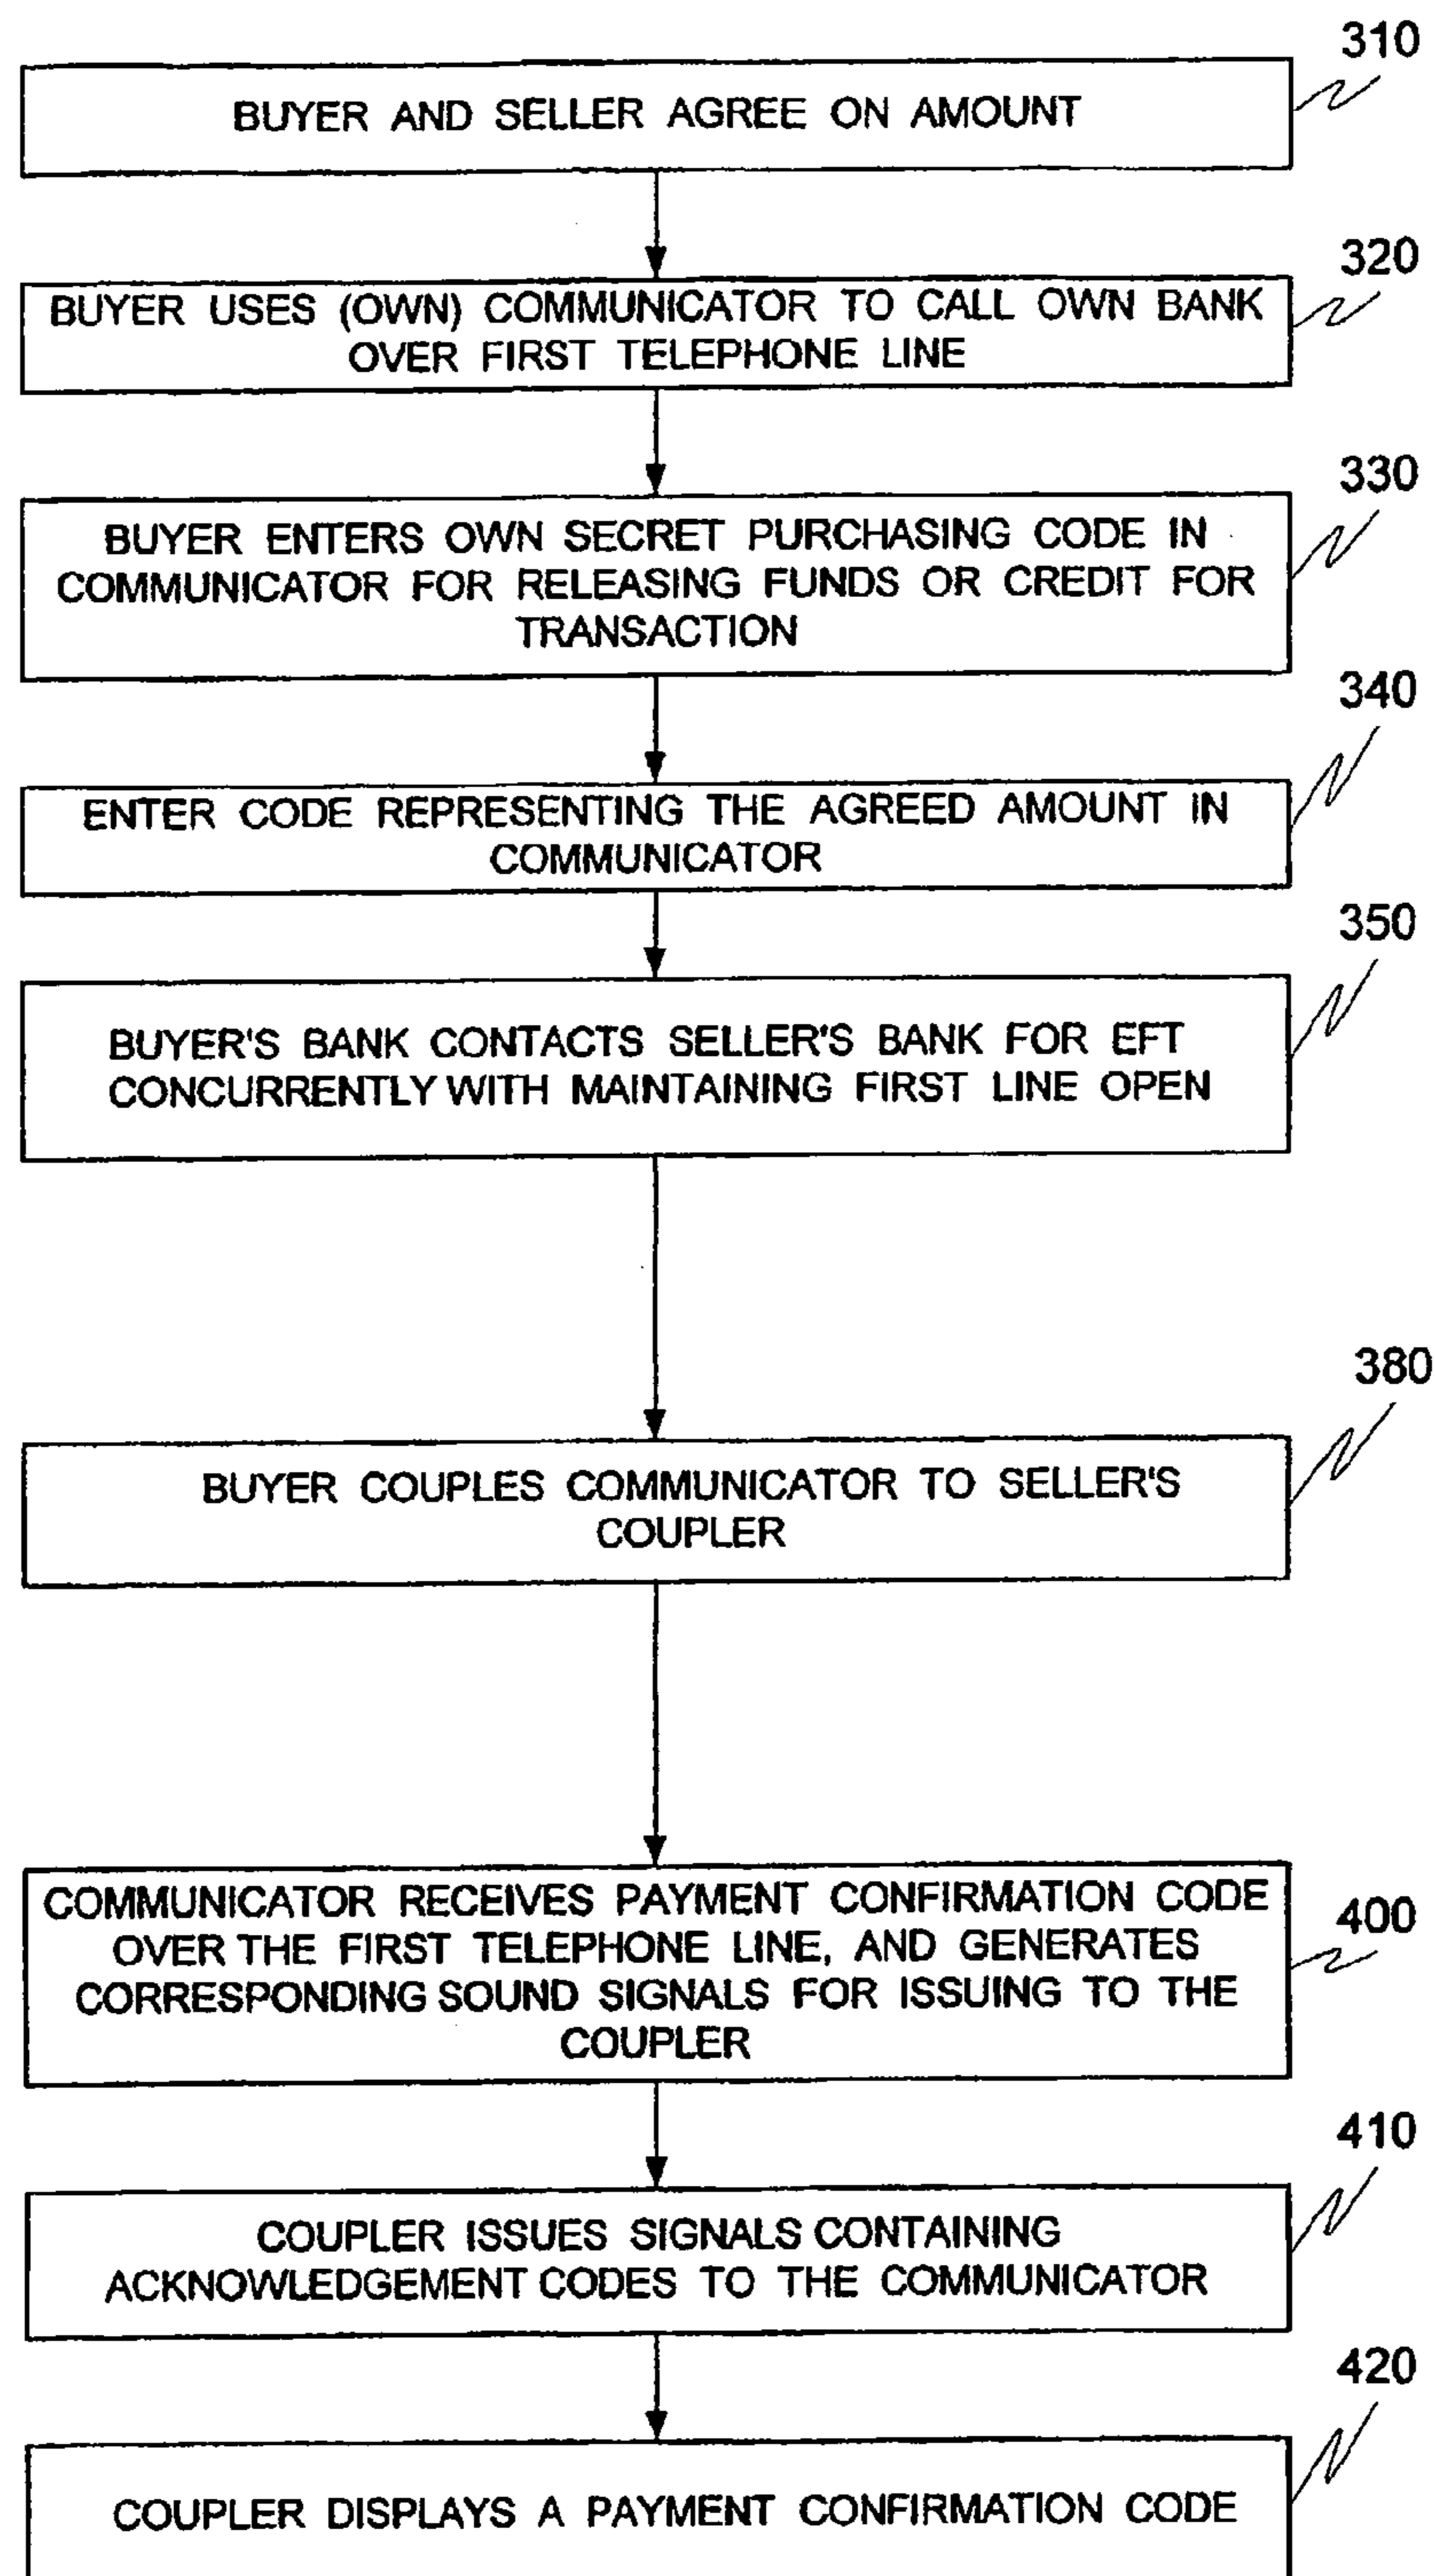 310
BUYER AND SELLER AGREE ON AMOUNT
320
BUYER USES (OWN) COMMUNICATOR TO CALL OWN BANK
OVER FIRST TELEPHONE LINE
330
BUYER ENTERS OWN SECRET PURCHASING CODE IN
COMMUNICATOR FOR RELEASING FUNDS OR CREDIT FOR
TRANSACTION
340
ENTER CODE REPRESENTING THE AGREED AMOUNT IN
COMMUNICATOR
350
BUYER'S BANK CONTACTS SELLER'S BANK FOR EFT
CONCURRENTLY WITH MAINTAINING FIRST LINE OPEN
380
BUYER COUPLES COMMUNICATOR TO SELLER'S
COUPLER
400
COMMUNICATOR RECEIVES PAYMENT CONFIRMATION CODE
OVER THE FIRST TELEPHONE LINE, AND GENERATES
CORRESPONDING SOUND SIGNALS FOR ISSUING TO THE
COUPLER
410
COUPLER ISSUES SIGNALS CONTAINING
ACKNOWLEDGEMENT CODES TO THE COMMUNICATOR
420
COUPLER DISPLAYS A PAYMENT CONFIRMATION CODE